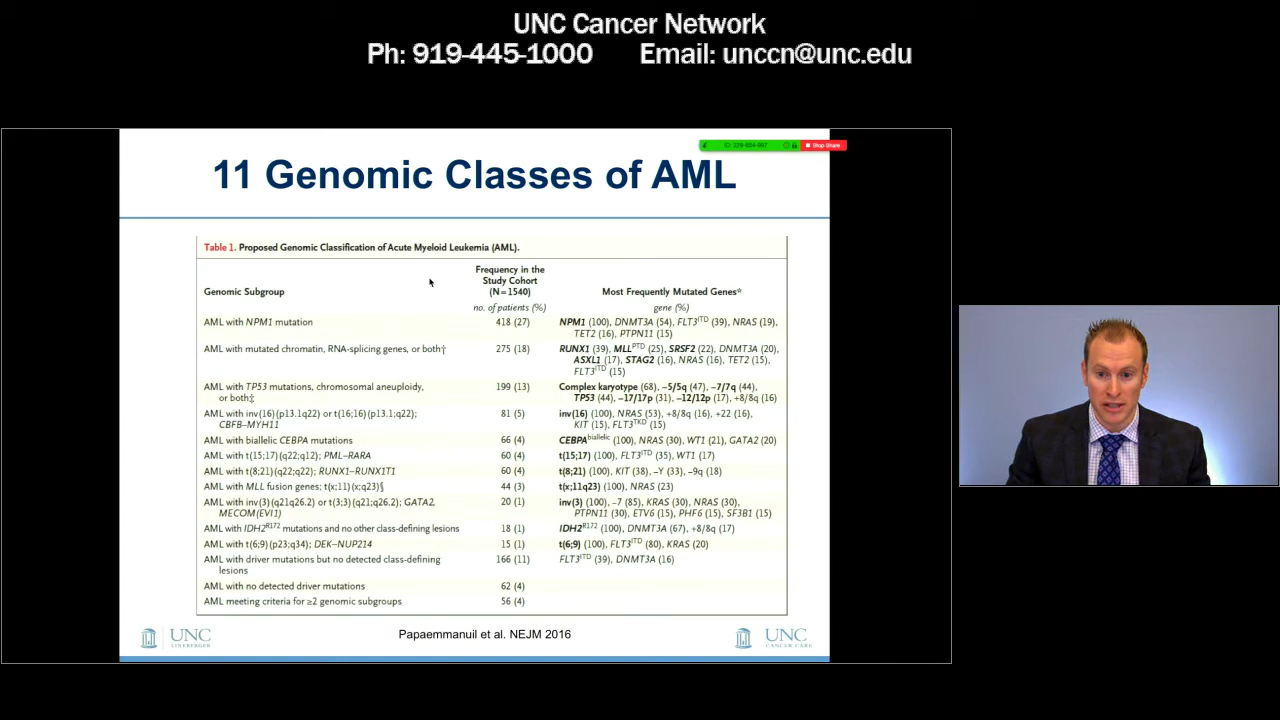 UNC Cancer Network
Ph: 919-445-1000 Email: unccn@unc.edu
Stop Share
11 Genomic Classes of AML
Table 1. Proposed Genomic Classification of Acute Myeloid Leukemia (AML).
Genomic Subgroup
Frequency in the
Study Cohort
(N=1540)
Most Frequently Mutated Genes*
no. of patients (%)
gene (%)
AML with NPM1 mutation 418 (27) NPM1 (100), DNMT3A (54), FLT3ITD (39), NRAS (19),
TET2 (16), PTPN11 (15)
AML with mutated chromatin, RNA-splicing genes, or both† 275 (18) RUNX1 (39), MLLPTD (25), SRSF2 (22), DNMT3A (20),
ASXL1 (17), STAG2 (16), NRAS (16), TET2 (15),
FLT3ITD (15)
AML with TP53 mutations, chromosomal aneuploidy, 199 (13) Complex karyotype (68), −5/5q (47), −7/7q (44),
or both‡ TP53 (44), −17/17p (31), −12/12p (17), +8/8q (16)
AML with inv(16)(p13.1q22) or t(16;16)(p13.1;q22); 81 (5) inv(16) (100), NRAS (53), +8/8q (16), +22 (16),
CBFB–MYH11 KIT (15), FLT3TKD (15)
AML with biallelic CEBPA mutations 66 (4) CEBPAbiallelic (100), NRAS (30), WT1 (21), GATA2 (20)
AML with t(15;17)(q22;q12); PML–RARA 60 (4) t(15;17) (100), FLT3ITD (35), WT1 (17)
AML with t(8;21)(q22;q22); RUNX1–RUNX1T1 60 (4) t(8;21) (100), KIT (38), −Y (33), −9q (18)
AML with MLL fusion genes; t(x;11)(x;q23)§ 44 (3) t(x;11q23) (100), NRAS (23)
AML with inv(3)(q21q26.2) or t(3;3)(q21;q26.2); GATA2, 20 (1) inv(3) (100), −7 (85), KRAS (30), NRAS (30),
MECOM(EVI1) PTPN11 (30), ETV6 (15), PHF6 (15), SF3B1 (15)
AML with IDH2R172 mutations and no other class-defining lesions 18 (1) IDH2R172 (100), DNMT3A (67), +8/8q (17)
AML with t(6;9)(p23;q34); DEK–NUP214 15 (1) t(6;9) (100), FLT3ITD (80), KRAS (20)
AML with driver mutations but no detected class-defining 166 (11) FLT3ITD (39), DNMT3A (16)
lesions
AML with no detected driver mutations 62 (4)
AML meeting criteria for ≥2 genomic subgroups 56 (4)
Papaemmanuil et al. NEJM 2016
UNC
LINEBERGER
UNC
CANCER CARE